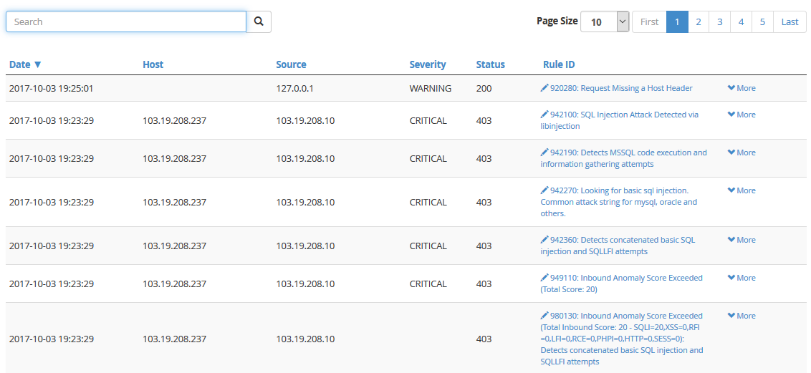 Search
Page Size 10 First 1 2 3 4 5 Last
Date ▼ Host Source Severity Status Rule ID
2017-10-03 19:25:01 127.0.0.1 WARNING 200 920280: Request Missing a Host Header More
2017-10-03 19:23:29 103.19.208.237 103.19.208.10 CRITICAL 403 942100: SQL Injection Attack Detected via More
libinjection
2017-10-03 19:23:29 103.19.208.237 103.19.208.10 CRITICAL 403 942190: Detects MSSQL code execution and More
information gathering attempts
2017-10-03 19:23:29 103.19.208.237 103.19.208.10 CRITICAL 403 942270: Looking for basic sql injection. More
Common attack string for mysql, oracle and
others.
2017-10-03 19:23:29 103.19.208.237 103.19.208.10 CRITICAL 403 942360: Detects concatenated basic SQL More
injection and SQLLFI attempts
2017-10-03 19:23:29 103.19.208.237 103.19.208.10 CRITICAL 403 949110: Inbound Anomaly Score Exceeded More
(Total Score: 20)
2017-10-03 19:23:29 103.19.208.237 103.19.208.10 403 980130: Inbound Anomaly Score Exceeded More
(Total Inbound Score: 20 - SQLI=20,XSS=0,RFI
=0,LFI=0,RCE=0,PHPI=0,HTTP=0,SESS=0):
Detects concatenated basic SQL injection and
SQLLFI attempts